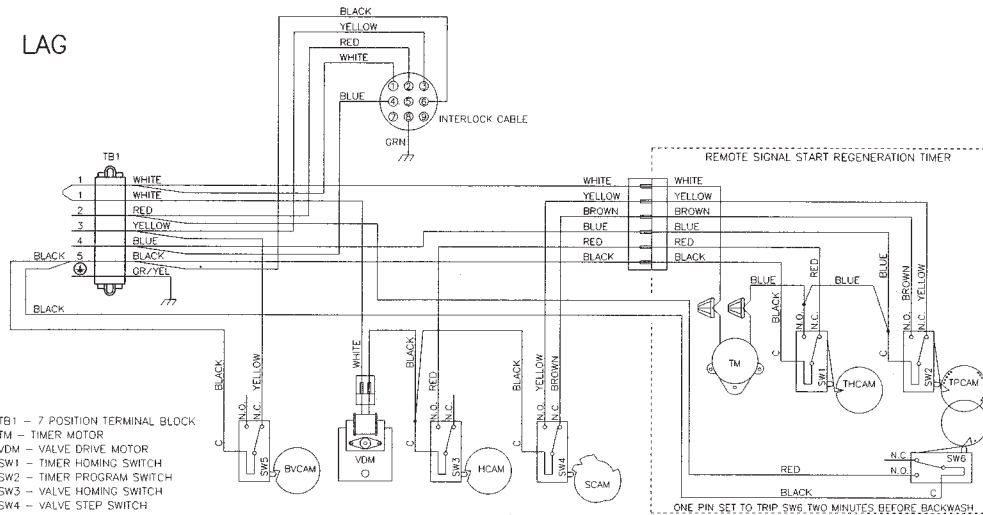 LAG
BLACK
YELLOW
RED
WHITE
1 2 3
BLUE
4 5 6
7 8 9
INTERLOCK CABLE
GRN
TB1
REMOTE SIGNAL START REGENERATION TIMER
1 WHITE WHITE WHITE
1 WHITE YELLOW YELLOW
2 RED BROWN BROWN
3 YELLOW BLUE BLUE
4 BLUE RED RED
BLACK 5 BLACK BLACK BLACK
GR/YEL
BLACK
BLUE
BLACK
RED
BLUE
BLUE
BROWN
YELLOW
N.O.
N.C.
N.O.
N.C.
C
SW1
THCAM
C
SW2
TPCAM
TM
BLACK
YELLOW
WHITE
BLACK
RED
BLACK
YELLOW
BROWN
N.O.
N.C.
N.O.
N.C.
N.O.
N.C.
C
SW5
BVCAM
VDM
C
SW3
HCAM
C
SW4
SCAM
N.C
N.O.
SW6
RED
BLACK
C
ONE PIN SET TO TRIP SW6 TWO MINUTES BEFORE BACKWASH
TB1 – 7 POSITION TERMINAL BLOCK
TM – TIMER MOTOR
VDM – VALVE DRIVE MOTOR
SW1 – TIMER HOMING SWITCH
SW2 – TIMER PROGRAM SWITCH
SW3 – VALVE HOMING SWITCH
SW4 – VALVE STEP SWITCH